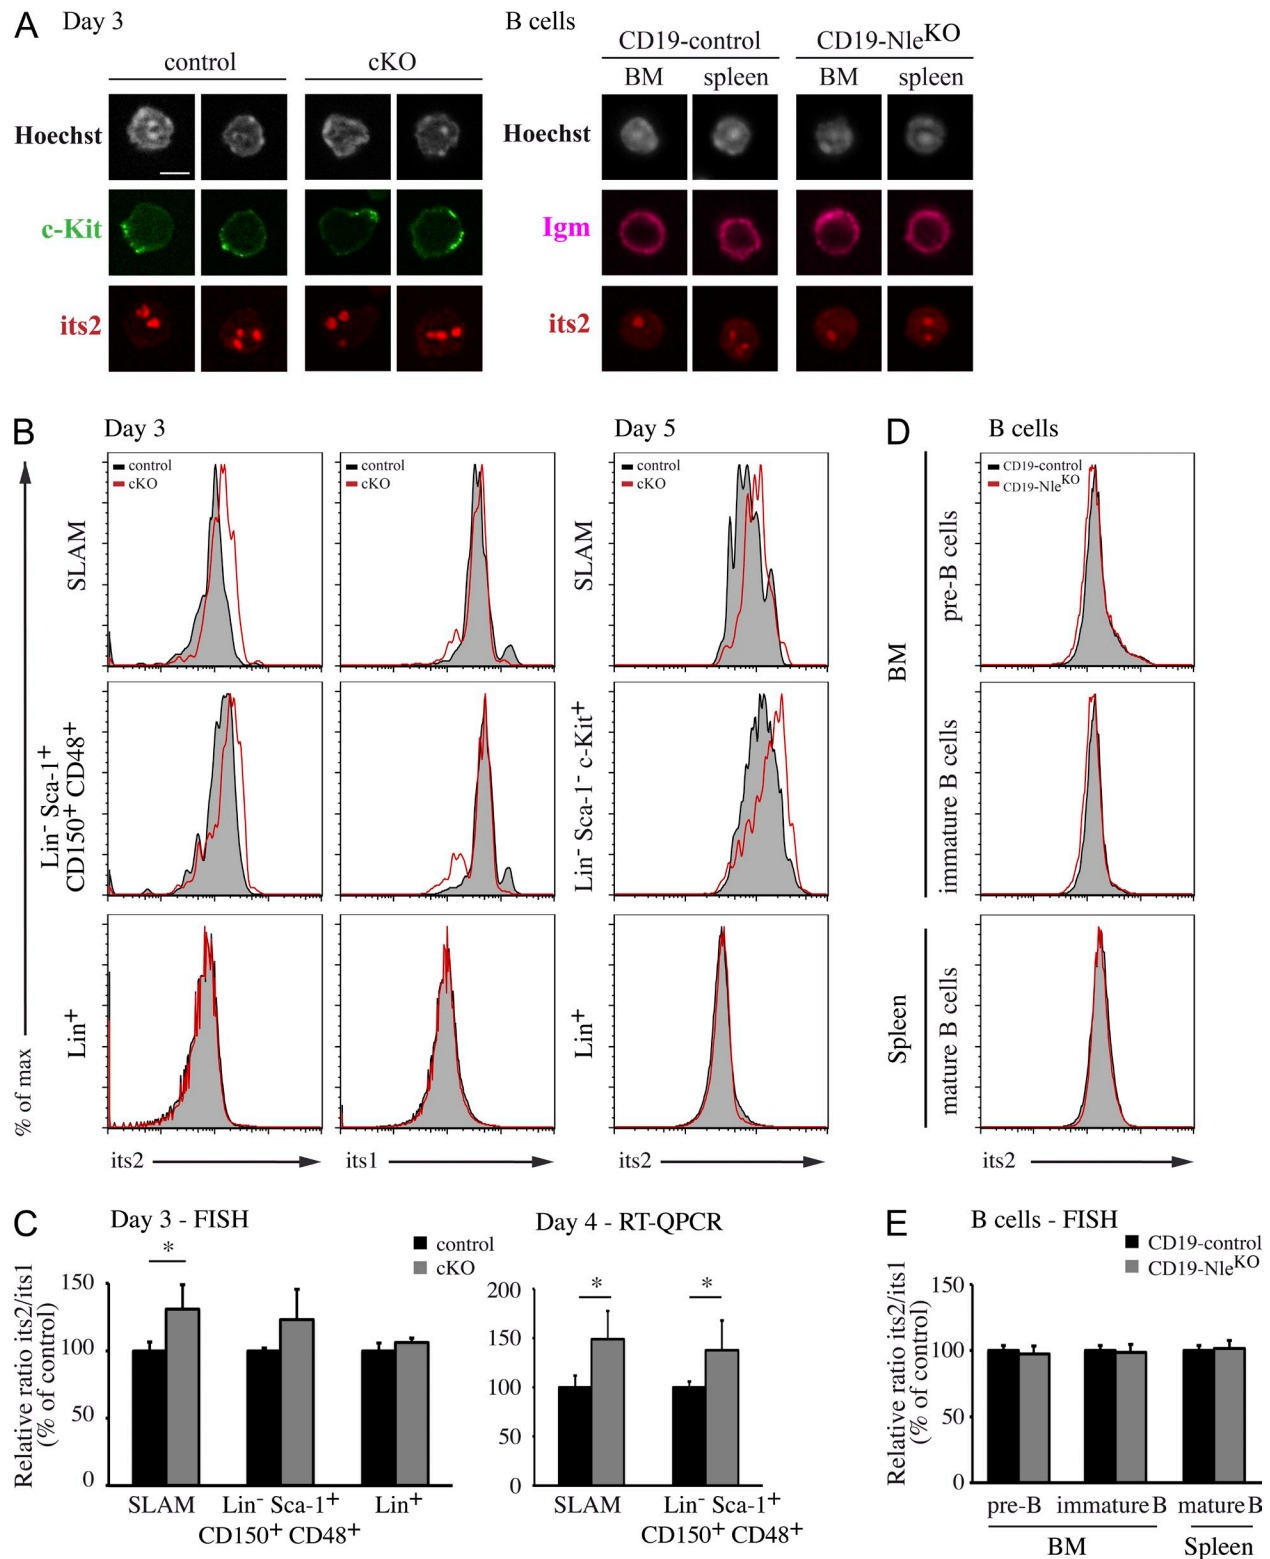 A Day 3
control cKO
Hoechst
c-Kit
its2
B cells
CD19-control CD19-Nle^KO
BM spleen BM spleen
Hoechst
Igm
its2
B Day 3 Day 5
% of max
SLAM
control
cKO
control
cKO
SLAM
control
cKO
Lin⁻ Sca-1⁺
CD150⁺ CD48⁺
Lin⁻ Sca-1⁻ c-Kit⁺
Lin⁺
Lin⁺
its2 its1 its2
D B cells
BM
pre-B cells
CD19-control
CD19-Nle^KO
immature B cells
Spleen
mature B cells
its2
C Day 3 - FISH
control
cKO
Relative ratio its2/its1
(% of control)
150
100
50
0
*
SLAM Lin⁻ Sca-1⁺ Lin⁺
CD150⁺ CD48⁺
Day 4 - RT-QPCR
200
150
100
50
0
* *
SLAM Lin⁻ Sca-1⁺
CD150⁺ CD48⁺
E B cells - FISH
CD19-control
CD19-Nle^KO
Relative ratio its2/its1
(% of control)
150
100
50
0
pre-B immature B mature B
BM Spleen